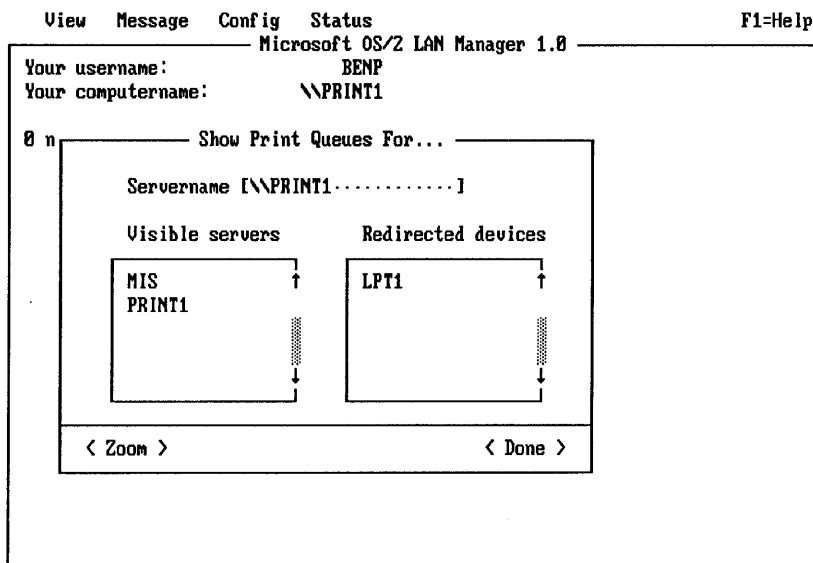 View Message Config Status F1=Help
Microsoft OS/2 LAN Manager 1.0
Your username: BENP
Your computername: \\PRINT1
0 n
Show Print Queues For...
Servername [\\PRINT1············]
Visible servers Redirected devices
MIS LPT1
PRINT1
< Zoom > < Done >